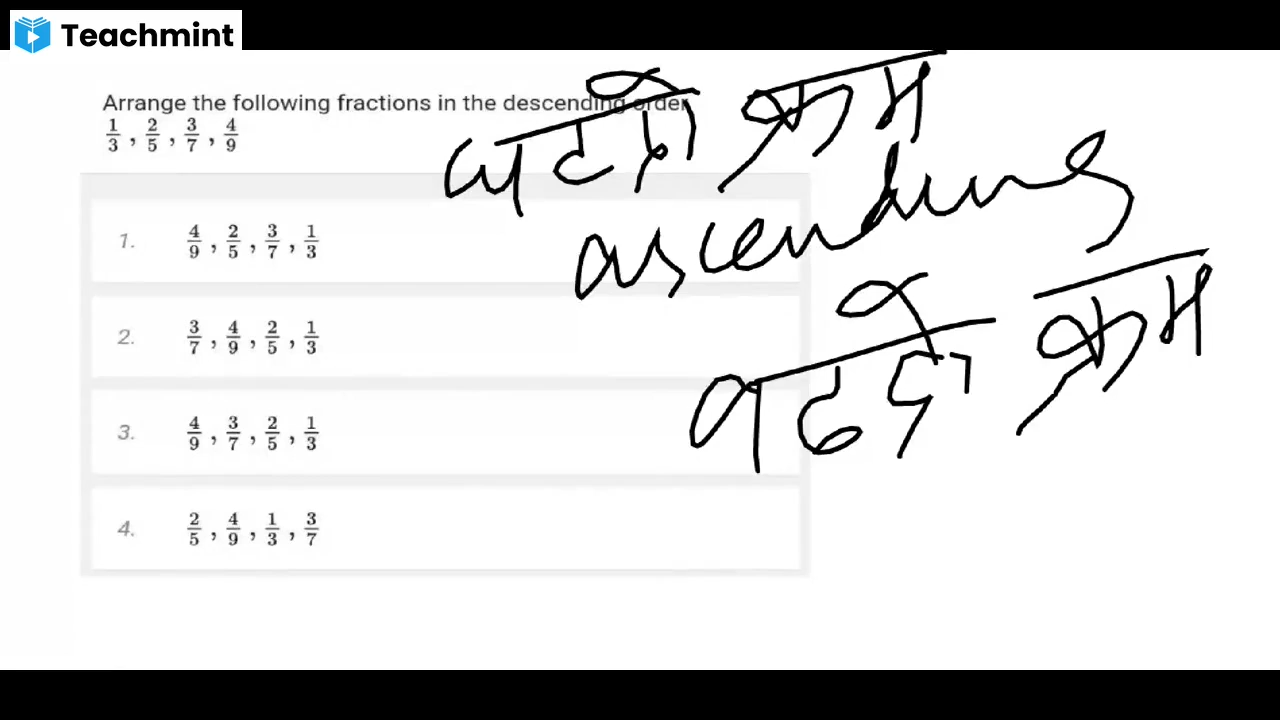 Teachmint
Arrange the following fractions in the descending order
1/3 , 2/5 , 3/7 , 4/9
1. 4/9 , 2/5 , 3/7 , 1/3
2. 3/7 , 4/9 , 2/5 , 1/3
3. 4/9 , 3/7 , 2/5 , 1/3
4. 2/5 , 4/9 , 1/3 , 3/7
क्रम
ascending
क्रम